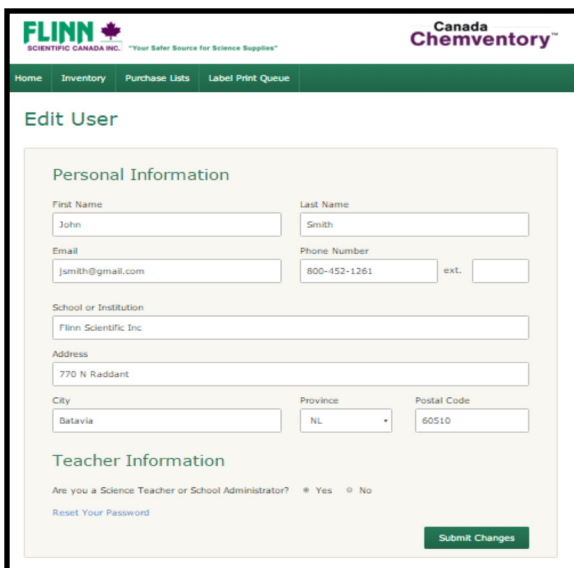 FLINN
SCIENTIFIC CANADA INC.
"Your Safer Source for Science Supplies"
Canada
Chemventory™
Home Inventory Purchase Lists Label Print Queue
Edit User
Personal Information
First Name Last Name
John Smith
Email Phone Number
Jsmith@gmail.com 800-452-1261 ext.
School or Institution
Flinn Scientific Inc
Address
770 N Raddant
City Province Postal Code
Batavia NL 60510
Teacher Information
Are you a Science Teacher or School Administrator? Yes No
Reset Your Password
Submit Changes